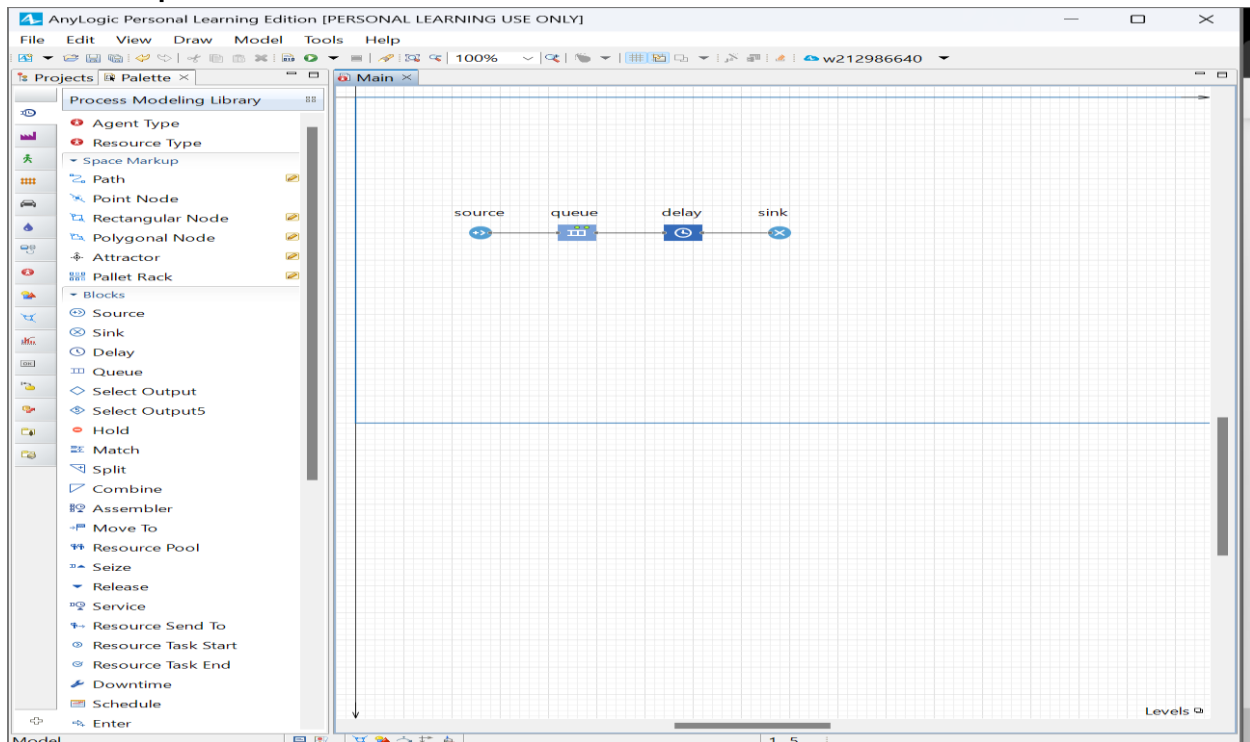 AnyLogic Personal Learning Edition [PERSONAL LEARNING USE ONLY]
File Edit View Draw Model Tools Help
100% w212986640
Projects Palette Main
Process Modeling Library
Agent Type
Resource Type
Space Markup
Path
Point Node
Rectangular Node
Polygonal Node
Attractor
Pallet Rack
Blocks
Source
Sink
Delay
Queue
Select Output
Select Output5
Hold
Match
Split
Combine
Assembler
Move To
Resource Pool
Seize
Release
Service
Resource Send To
Resource Task Start
Resource Task End
Downtime
Schedule
Enter
source queue delay sink
Levels